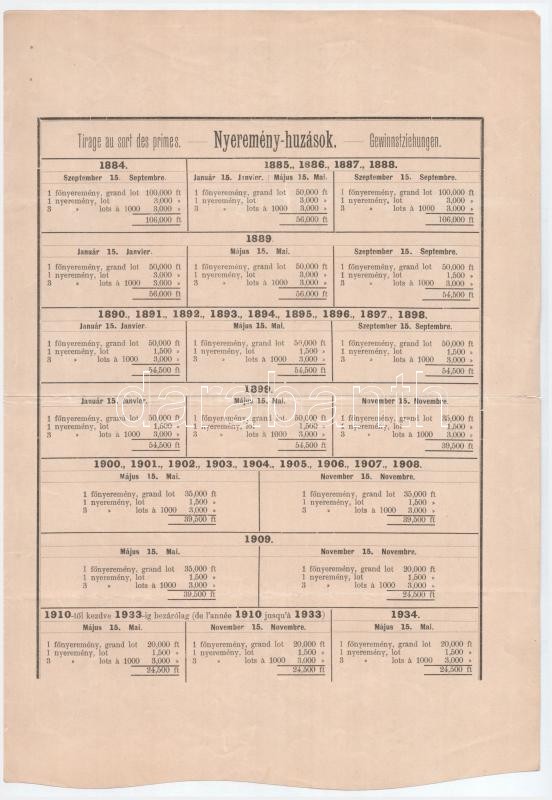 Tirage au sort des primes. — Nyeremény-huzások. — Gewinnstziehungen.
1884.
Szeptember 15. Septembre.
1 főnyeremény, grand lot 100,000 ft
1 nyeremény, lot 3,000 »
3 » lots à 1000 3,000 »
106,000 ft
1885., 1886., 1887., 1888.
Január 15. Janvier.
Május 15. Mai.
1 főnyeremény, grand lot 50,000 ft
1 nyeremény, lot 3,000 »
3 » lots à 1000 3,000 »
56,000 ft
Szeptember 15. Septembre.
1 főnyeremény, grand lot 100,000 ft
1 nyeremény, lot 3,000 »
3 » lots à 1000 3,000 »
106,000 ft
1889.
Január 15. Janvier.
1 főnyeremény, grand lot 50,000 ft
1 nyeremény, lot 3,000 »
3 » lots à 1000 3,000 »
56,000 ft
Május 15. Mai.
1 főnyeremény, grand lot 50,000 ft
1 nyeremény, lot 3,000 »
3 » lots à 1000 3,000 »
56,000 ft
Szeptember 15. Septembre.
1 főnyeremény, grand lot 50,000 ft
1 nyeremény, lot 1,500 »
3 » lots à 1000 3,000 »
54,500 ft
1890., 1891., 1892., 1893., 1894., 1895., 1896., 1897., 1898.
Január 15. Janvier.
1 főnyeremény, grand lot 50,000 ft
1 nyeremény, lot 1,500 »
3 » lots à 1000 3,000 »
54,500 ft
Május 15. Mai.
1 főnyeremény, grand lot 50,000 ft
1 nyeremény, lot 1,500 »
3 » lots à 1000 3,000 »
54,500 ft
Szeptember 15. Septembre.
1 főnyeremény, grand lot 50,000 ft
1 nyeremény, lot 1,500 »
3 » lots à 1000 3,000 »
54,500 ft
1899.
Január 15. Janvier.
1 főnyeremény, grand lot 50,000 ft
1 nyeremény, lot 1,500 »
3 » lots à 1000 3,000 »
54,500 ft
Május 15. Mai.
1 főnyeremény, grand lot 50,000 ft
1 nyeremény, lot 1,500 »
3 » lots à 1000 3,000 »
54,500 ft
November 15. Novembre.
1 főnyeremény, grand lot 35,000 ft
1 nyeremény, lot 1,500 »
3 » lots à 1000 3,000 »
39,500 ft
darabanth
1900., 1901., 1902., 1903., 1904., 1905., 1906., 1907., 1908.
Május 15. Mai.
1 főnyeremény, grand lot 35,000 ft
1 nyeremény, lot 1,500 »
3 » lots à 1000 3,000 »
39,500 ft
November 15. Novembre.
1 főnyeremény, grand lot 35,000 ft
1 nyeremény, lot 1,500 »
3 » lots à 1000 3,000 »
39,500 ft
1909.
Május 15. Mai.
1 főnyeremény, grand lot 35,000 ft
1 nyeremény, lot 1,500 »
3 » lots à 1000 3,000 »
39,500 ft
November 15. Novembre.
1 főnyeremény, grand lot 20,000 ft
1 nyeremény, lot 1,500 »
3 » lots à 1000 3,000 »
24,500 ft
1910-től kezdve 1933-ig bezárólag (de l'année 1910 jusqu'à 1933)
Május 15. Mai.
1 főnyeremény, grand lot 20,000 ft
1 nyeremény, lot 1,500 »
3 » lots à 1000 3,000 »
24,500 ft
November 15. Novembre.
1 főnyeremény, grand lot 20,000 ft
1 nyeremény, lot 1,500 »
3 » lots à 1000 3,000 »
24,500 ft
1934.
Május 15. Mai.
1 főnyeremény, grand lot 20,000 ft
1 nyeremény, lot 1,500 »
3 » lots à 1000 3,000 »
24,500 ft